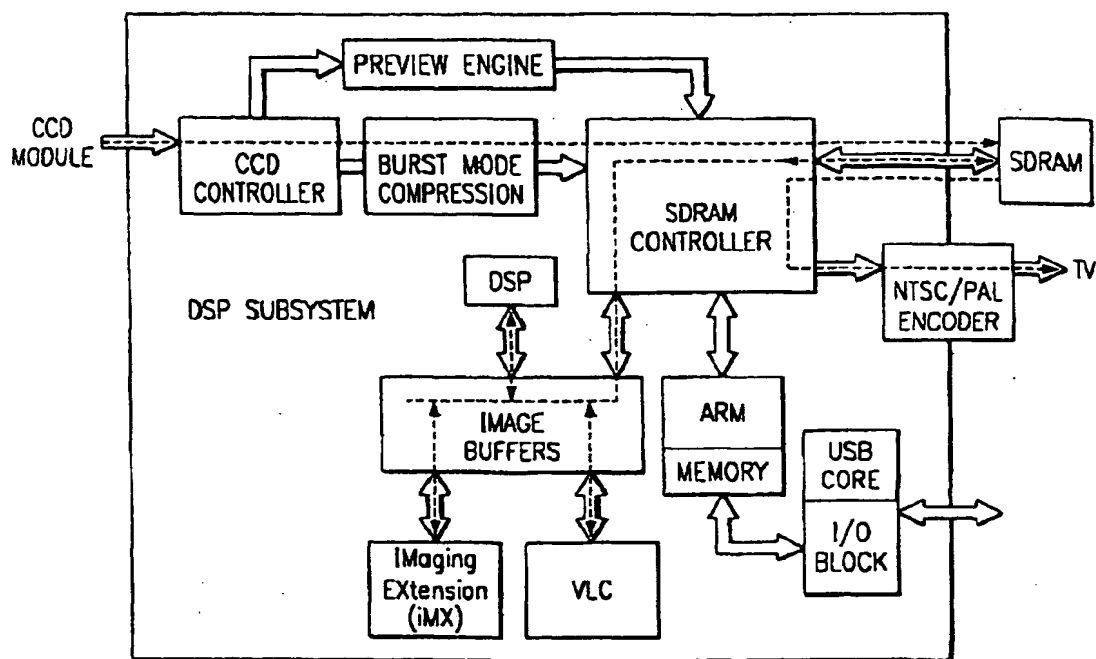 PREVIEW ENGINE
CCD
MODULE
CCD
CONTROLLER
BURST MODE
COMPRESSION
SDRAM
CONTROLLER
SDRAM
DSP
DSP SUBSYSTEM
NTSC/PAL
ENCODER
TV
IMAGE
BUFFERS
ARM
MEMORY
USB
CORE
I/O
BLOCK
IMaging
EXtension
(iMX)
VLC